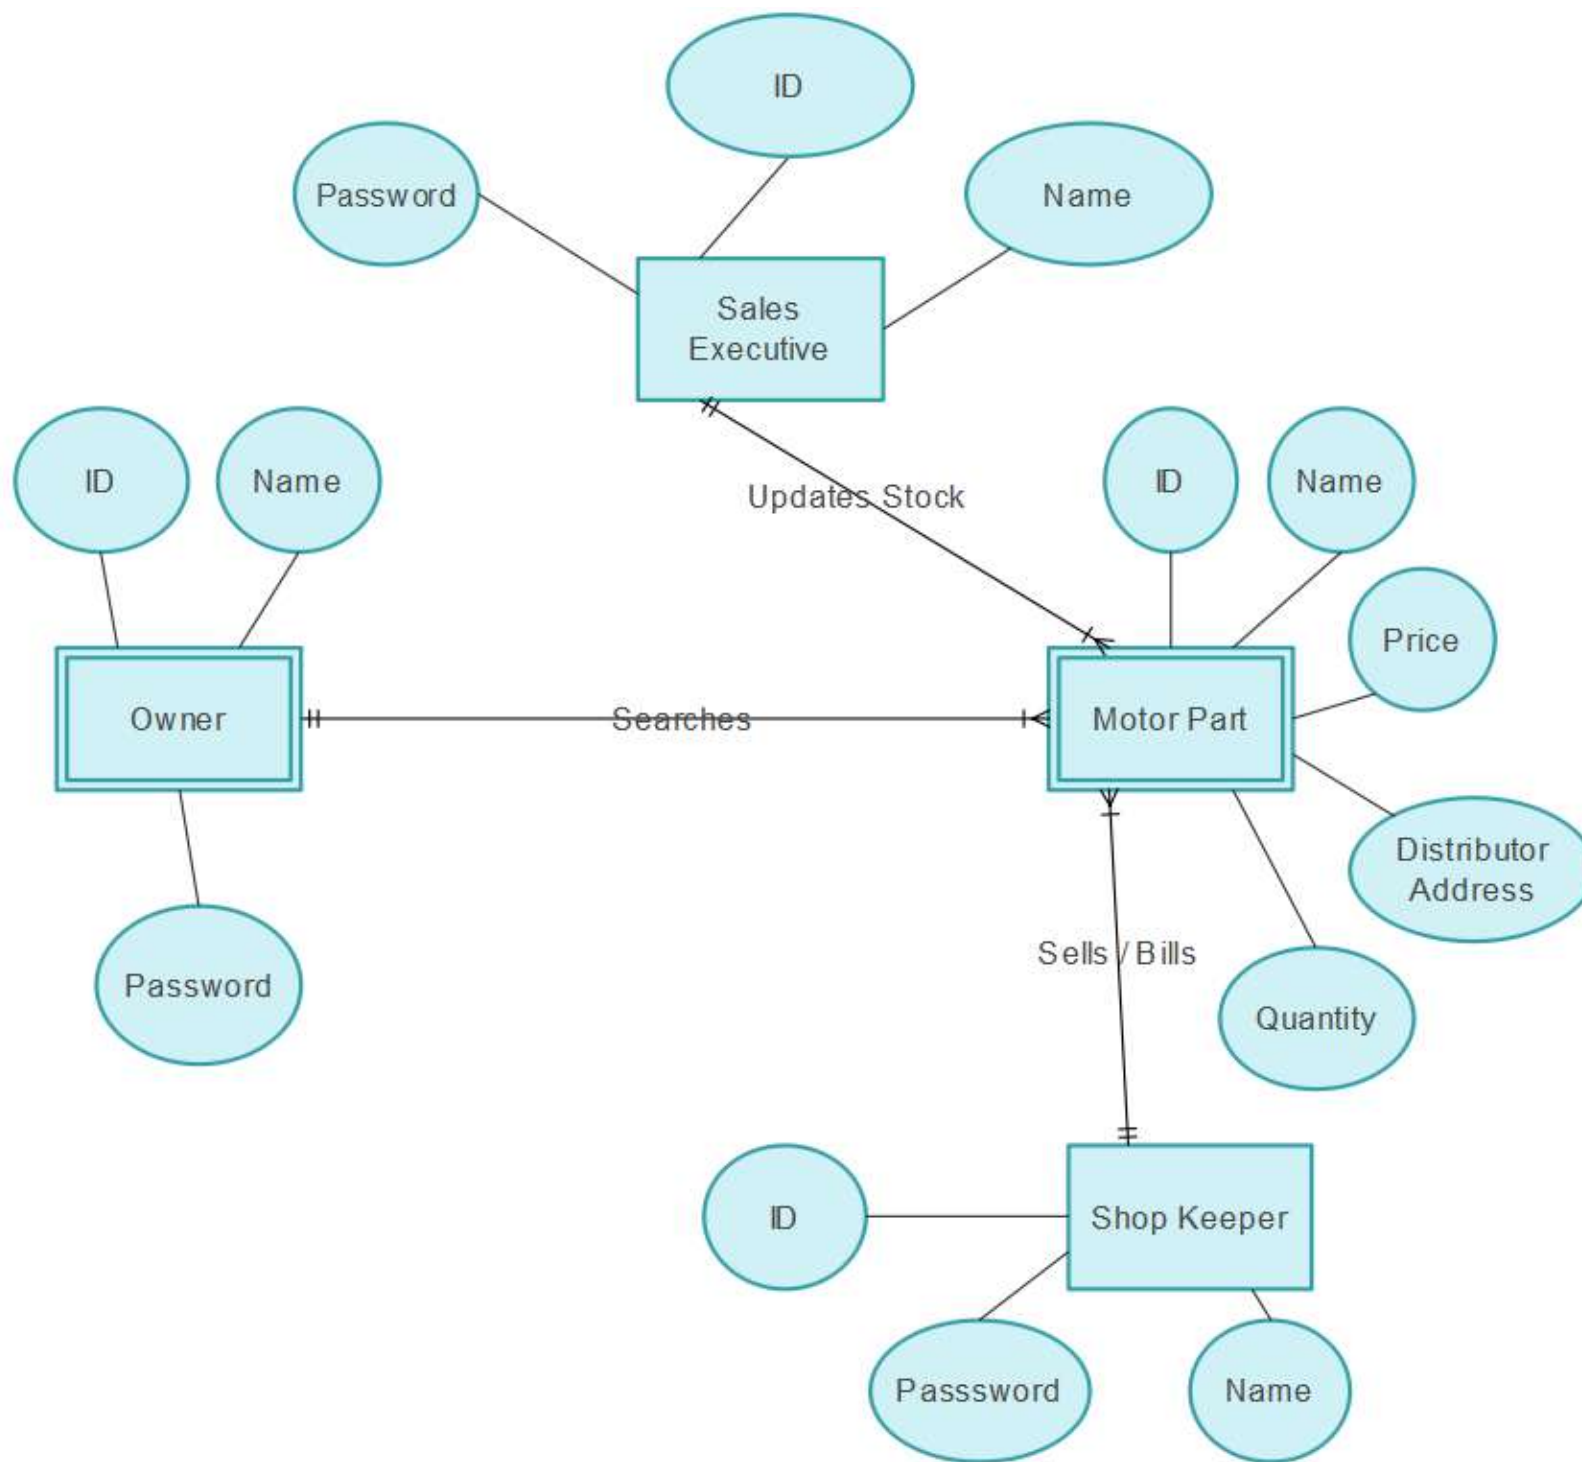 ID
Password
Name
Sales
Executive
ID
Name
Updates Stock
ID
Name
Price
Owner
Searches
Motor Part
Distributor
Address
Sells / Bills
Password
Quantity
ID
Shop Keeper
Passsword
Name